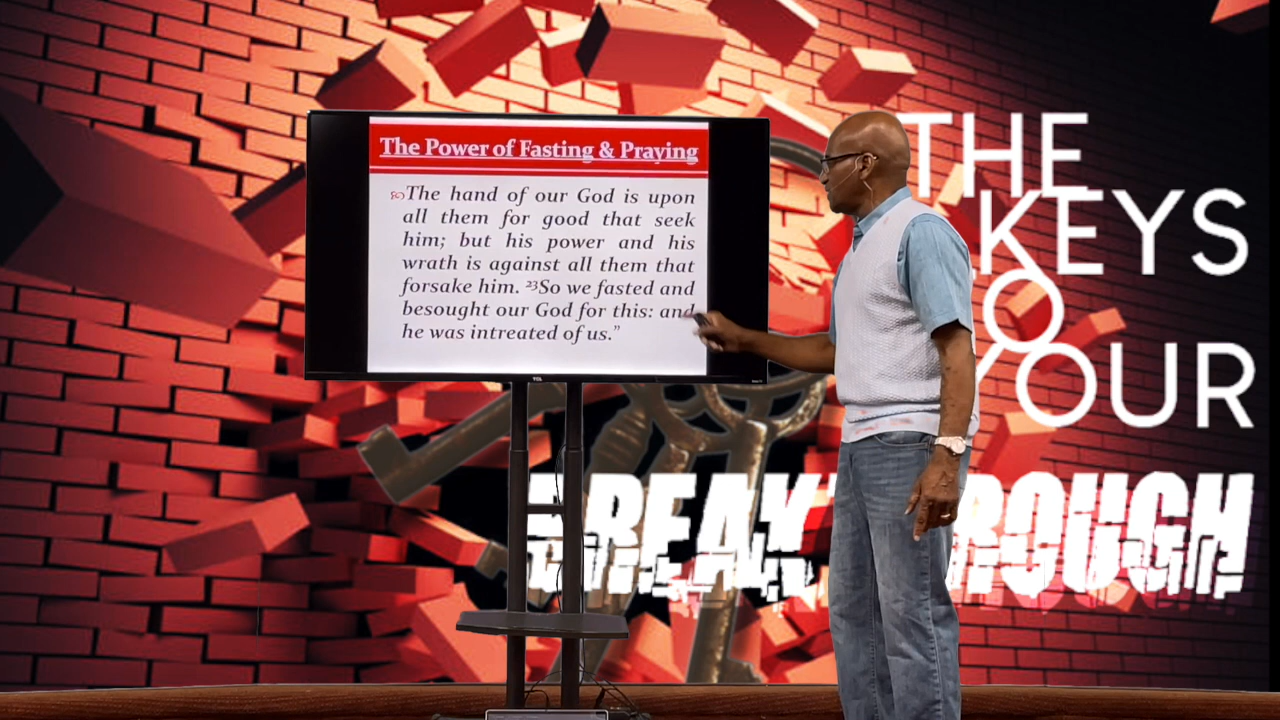 The Power of Fasting & Praying
The hand of our God is upon
all them for good that seek
him; but his power and his
wrath is against all them that
forsake him. ²³So we fasted and
besought our God for this: and
he was intreated of us.”
TCL
THE
KEYS
TO
YOUR